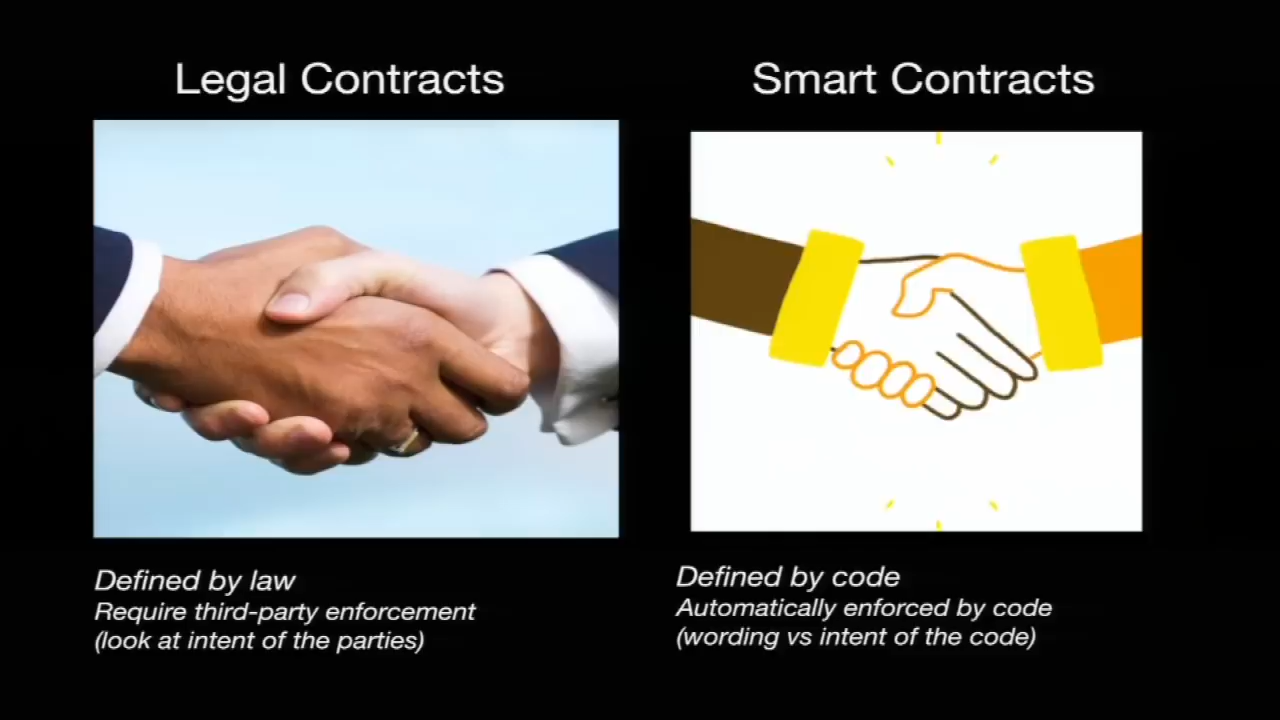 Legal Contracts
Smart Contracts
Defined by law
Require third-party enforcement
(look at intent of the parties)
Defined by code
Automatically enforced by code
(wording vs intent of the code)